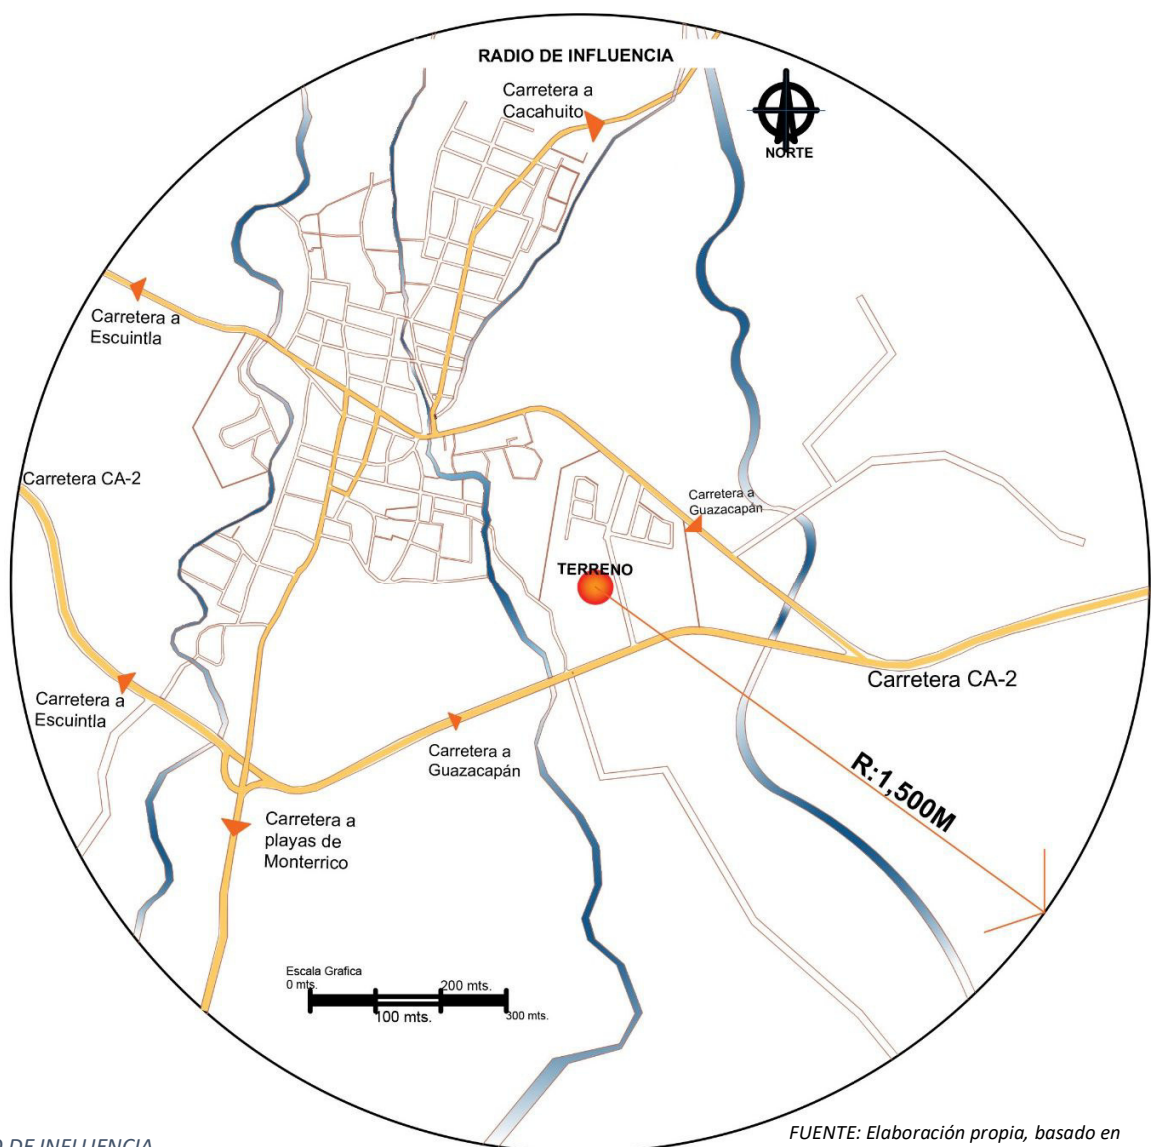 RADIO DE INFLUENCIA
Carretera a
Cacahuito
NORTE
Carretera a
Escuintla
Carretera CA-2
Carretera a
Guazacapán
TERRENO
Carretera CA-2
Carretera a
Escuintla
Carretera a
Guazacapán
R:1,500M
Carretera a
playas de
Monterrico
Escala Grafica
0 mts.
200 mts.
100 mts.
300 mts.
FUENTE: Elaboración propia, basado en
DE INFLUENCIA